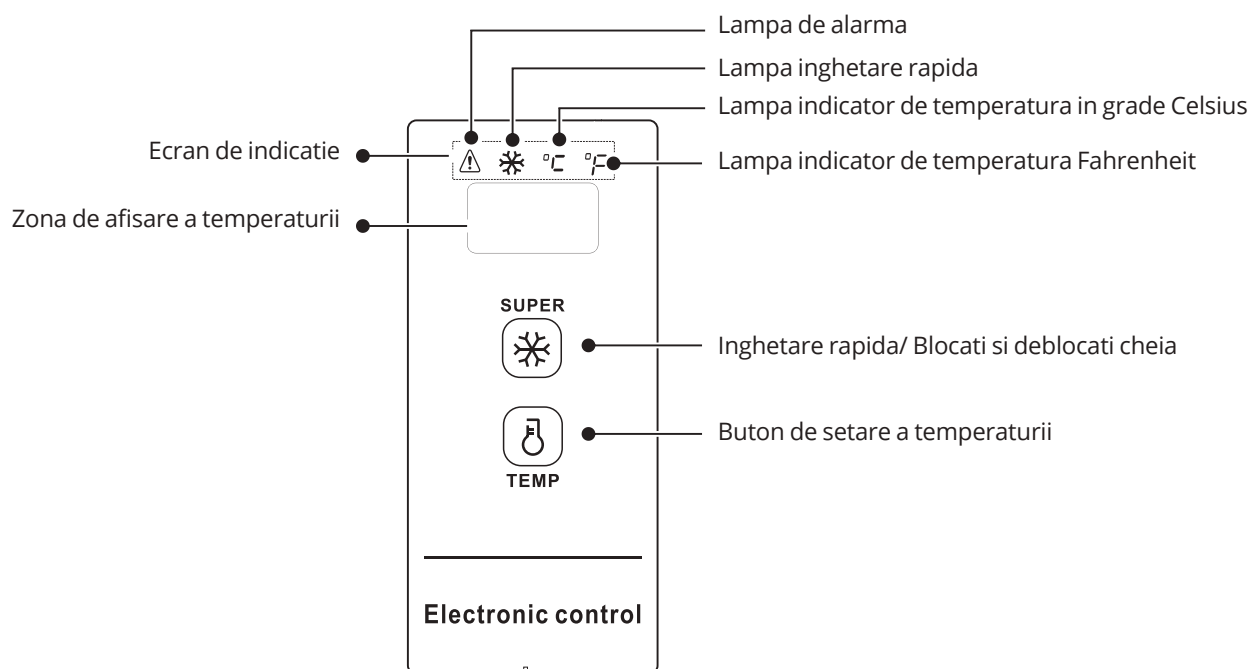 Lampa de alarma
Lampa inghetare rapida
Lampa indicator de temperatura in grade Celsius
Ecran de indicatie
Lampa indicator de temperatura Fahrenheit
°C °F
Zona de afisare a temperaturii
SUPER
Inghetare rapida/ Blocati si deblocati cheia
Buton de setare a temperaturii
TEMP
Electronic control